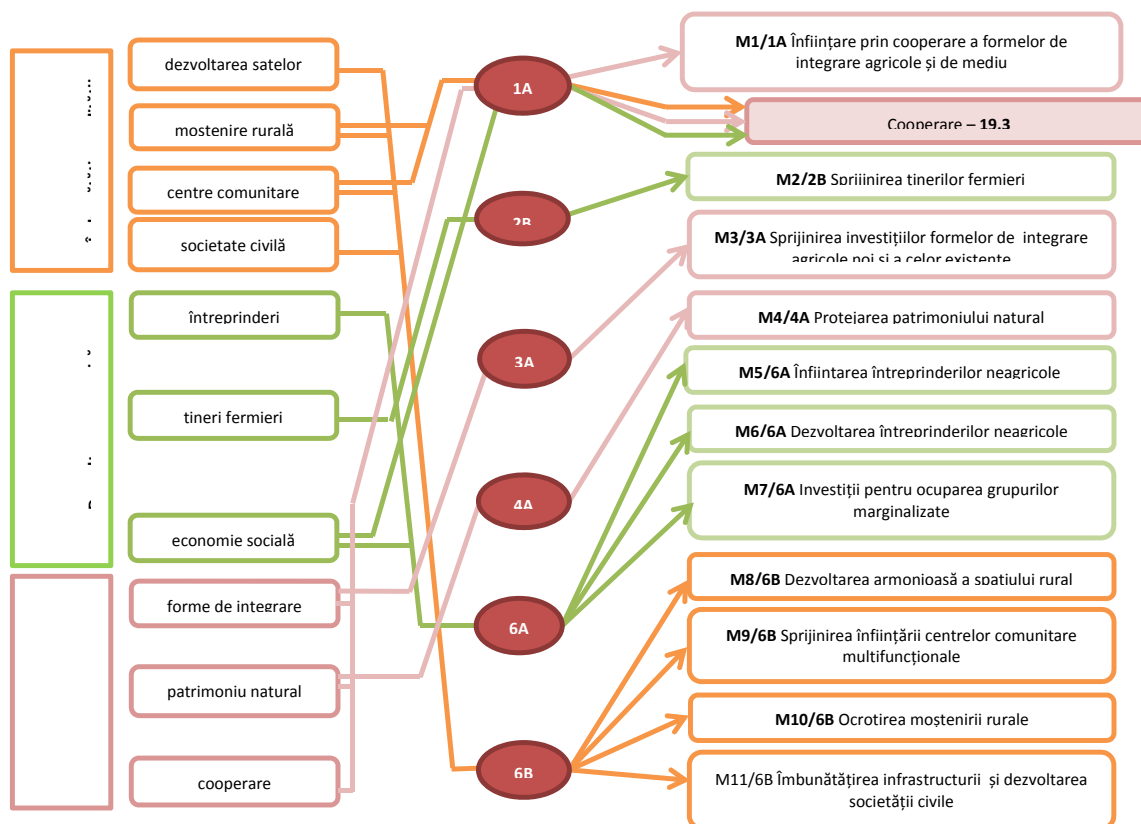 dezvoltarea satelor
mostenire rurală
centre comunitare
societate civilă
întreprinderi
tineri fermieri
economie socială
forme de integrare
patrimoniu natural
cooperare
1A
2B
3A
4A
6A
6B
M1/1A Înființare prin cooperare a formelor de
integrare agricole și de mediu
Cooperare – 19.3
M2/2B Sprijinirea tinerilor fermieri
M3/3A Sprijinirea investițiilor formelor de integrare
agricole noi si a celor existente
M4/4A Protejarea patrimoniului natural
M5/6A Înființarea întreprinderilor neagricole
M6/6A Dezvoltarea întreprinderilor neagricole
M7/6A Investiții pentru ocuparea grupurilor
marginalizate
M8/6B Dezvoltarea armonioasă a spatiului rural
M9/6B Sprijinirea înființării centrelor comunitare
multifuncționale
M10/6B Ocrotirea moștenirii rurale
M11/6B Îmbunătățirea infrastructurii și dezvoltarea
societății civile